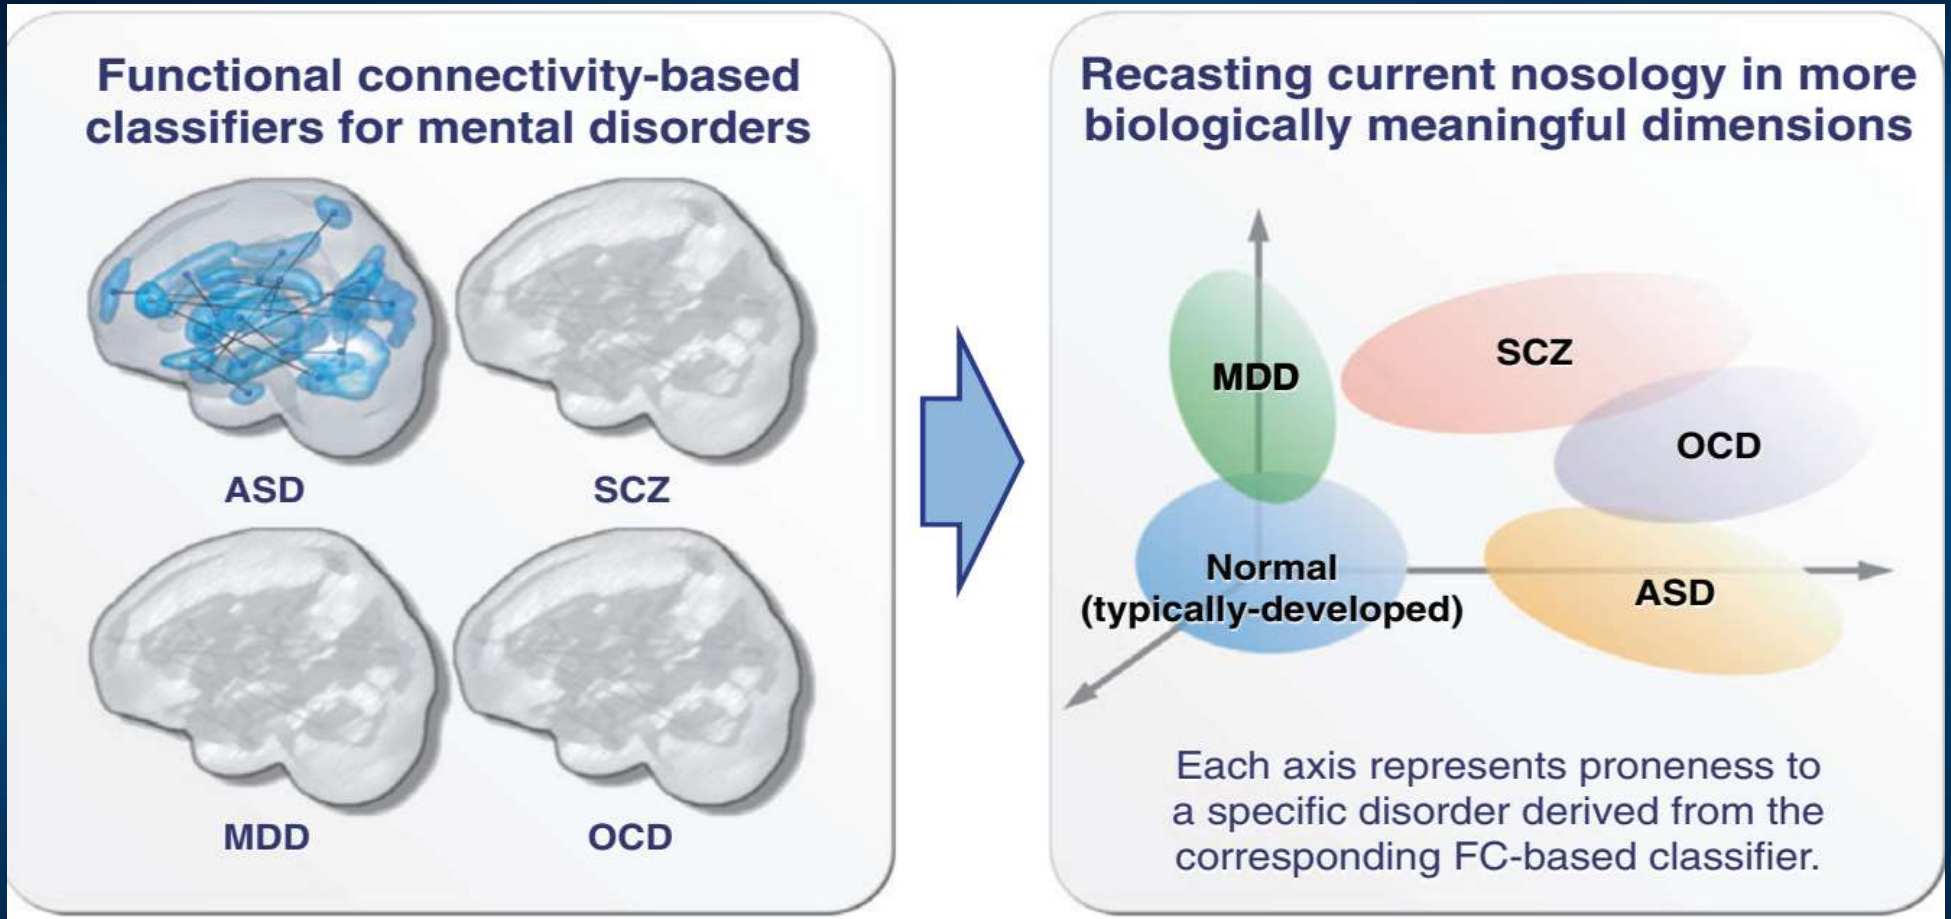 Functional connectivity-based
classifiers for mental disorders
ASD
SCZ
MDD
OCD
Recasting current nosology in more
biologically meaningful dimensions
MDD
SCZ
OCD
Normal
(typically-developed)
ASD
Each axis represents proneness to
a specific disorder derived from the
corresponding FC-based classifier.